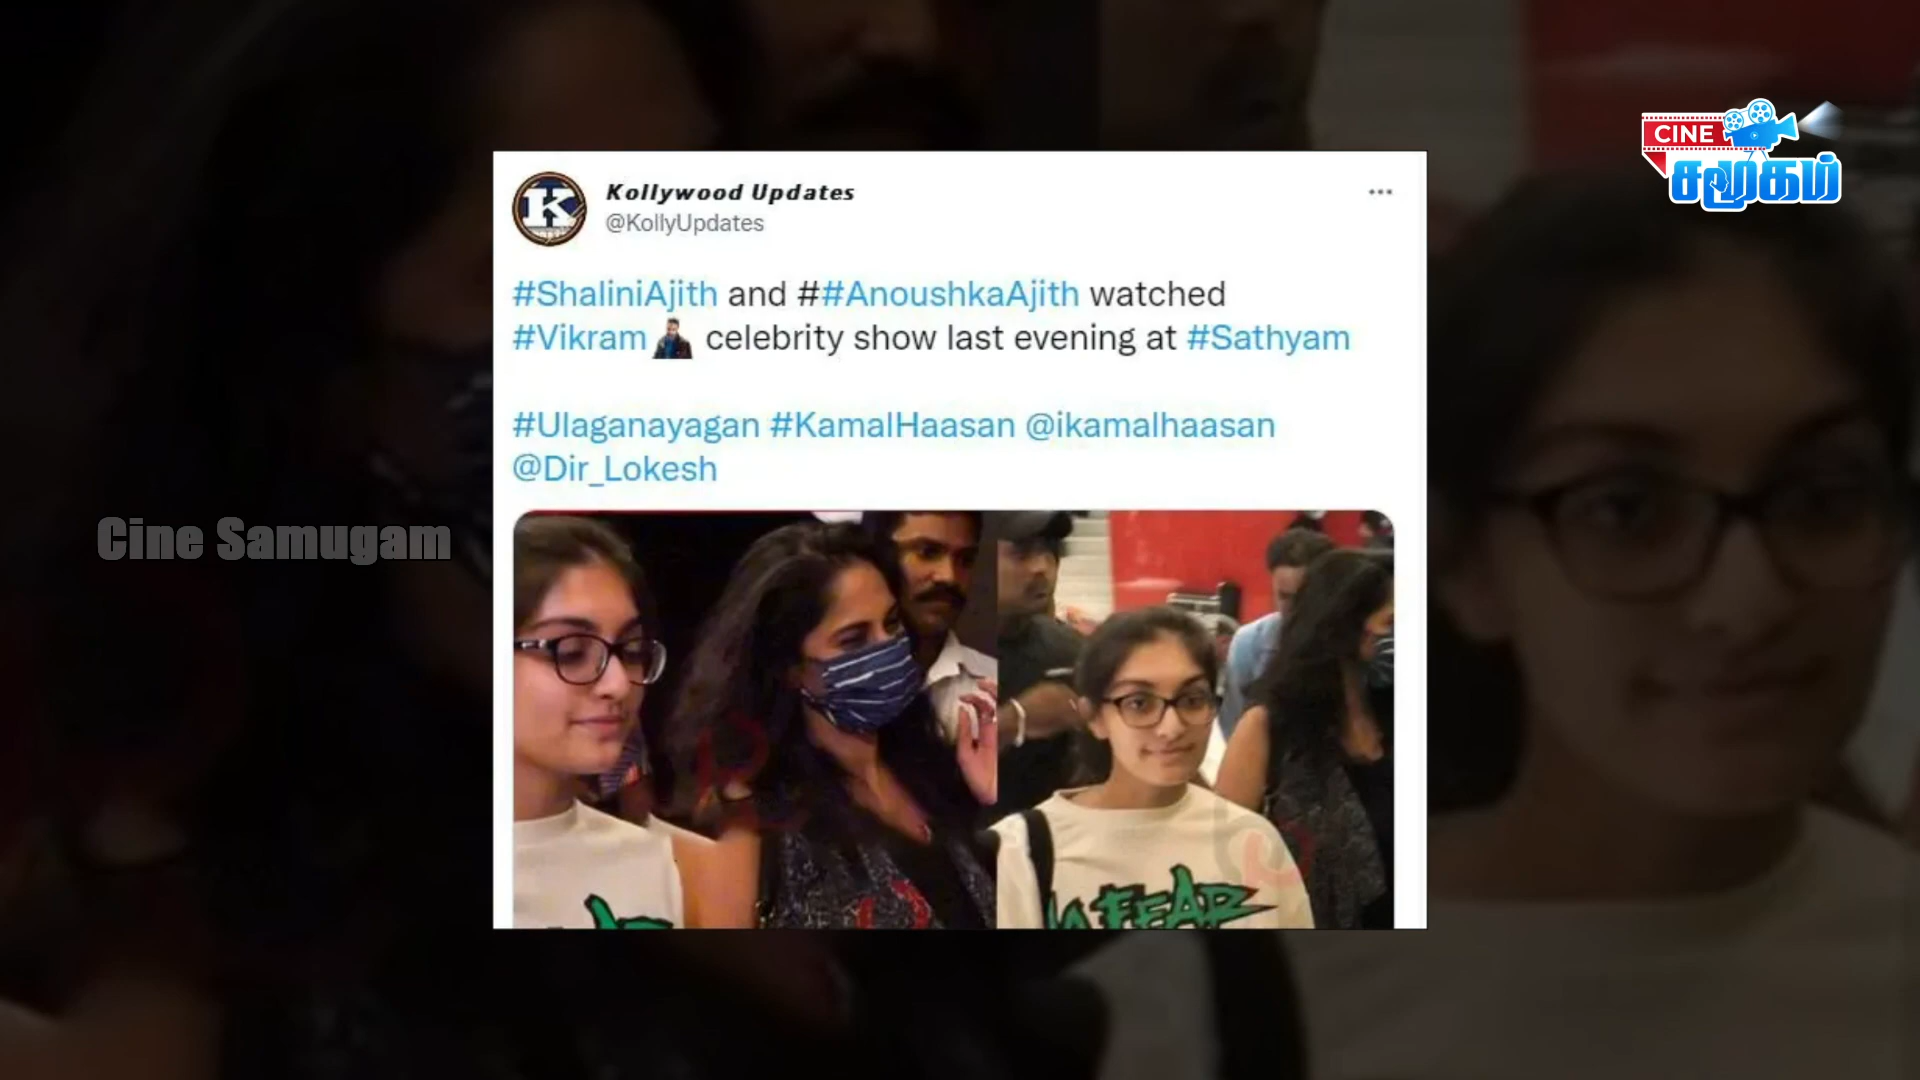 CINE
சமூகம்
Kollywood Updates
@KollyUpdates
#ShaliniAjith and ##AnoushkaAjith watched
#Vikram celebrity show last evening at #Sathyam
#Ulaganayagan #KamalHaasan @ikamalhaasan
@Dir_Lokesh
Cine Samugam
FEAR